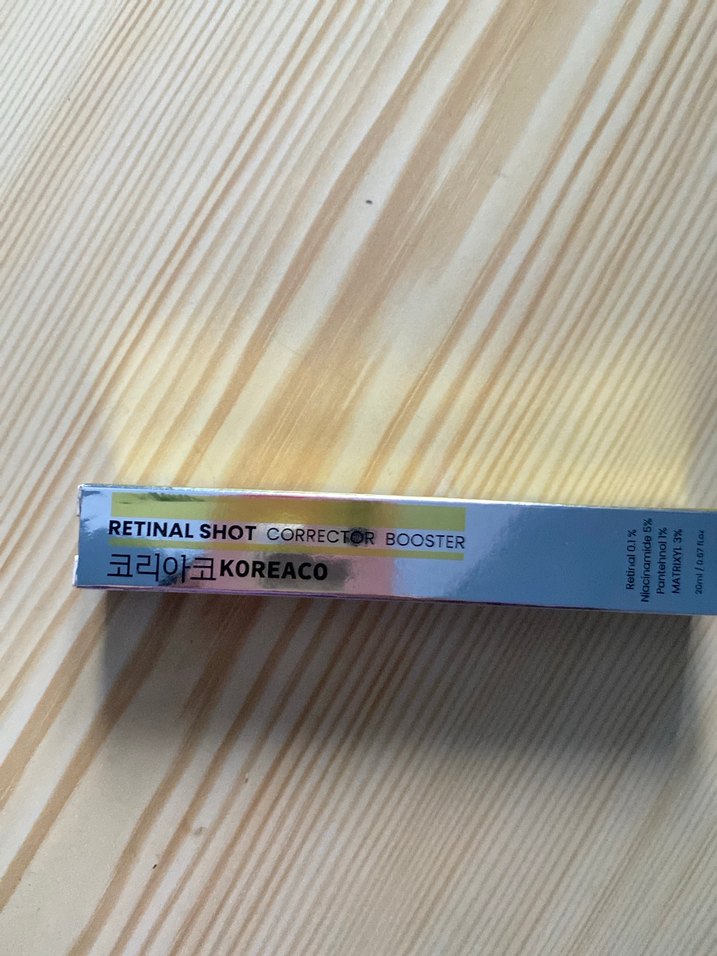 RETINAL SHOT CORRECTOR BOOSTER
코리아코KOREACO
Retinal 0.1 %
Niacinamide 5%
Pantehnol 1%
MATRIXYL 3%
20ml / 0.67 fl.oz